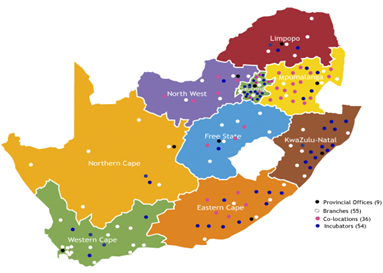 Limpopo
Mpumalanga
North West
Free State
KwaZulu-Natal
Northern Cape
Eastern Cape
Western Cape
Provincial Offices (9)
Branches (55)
Co-locations (36)
Incubators (54)